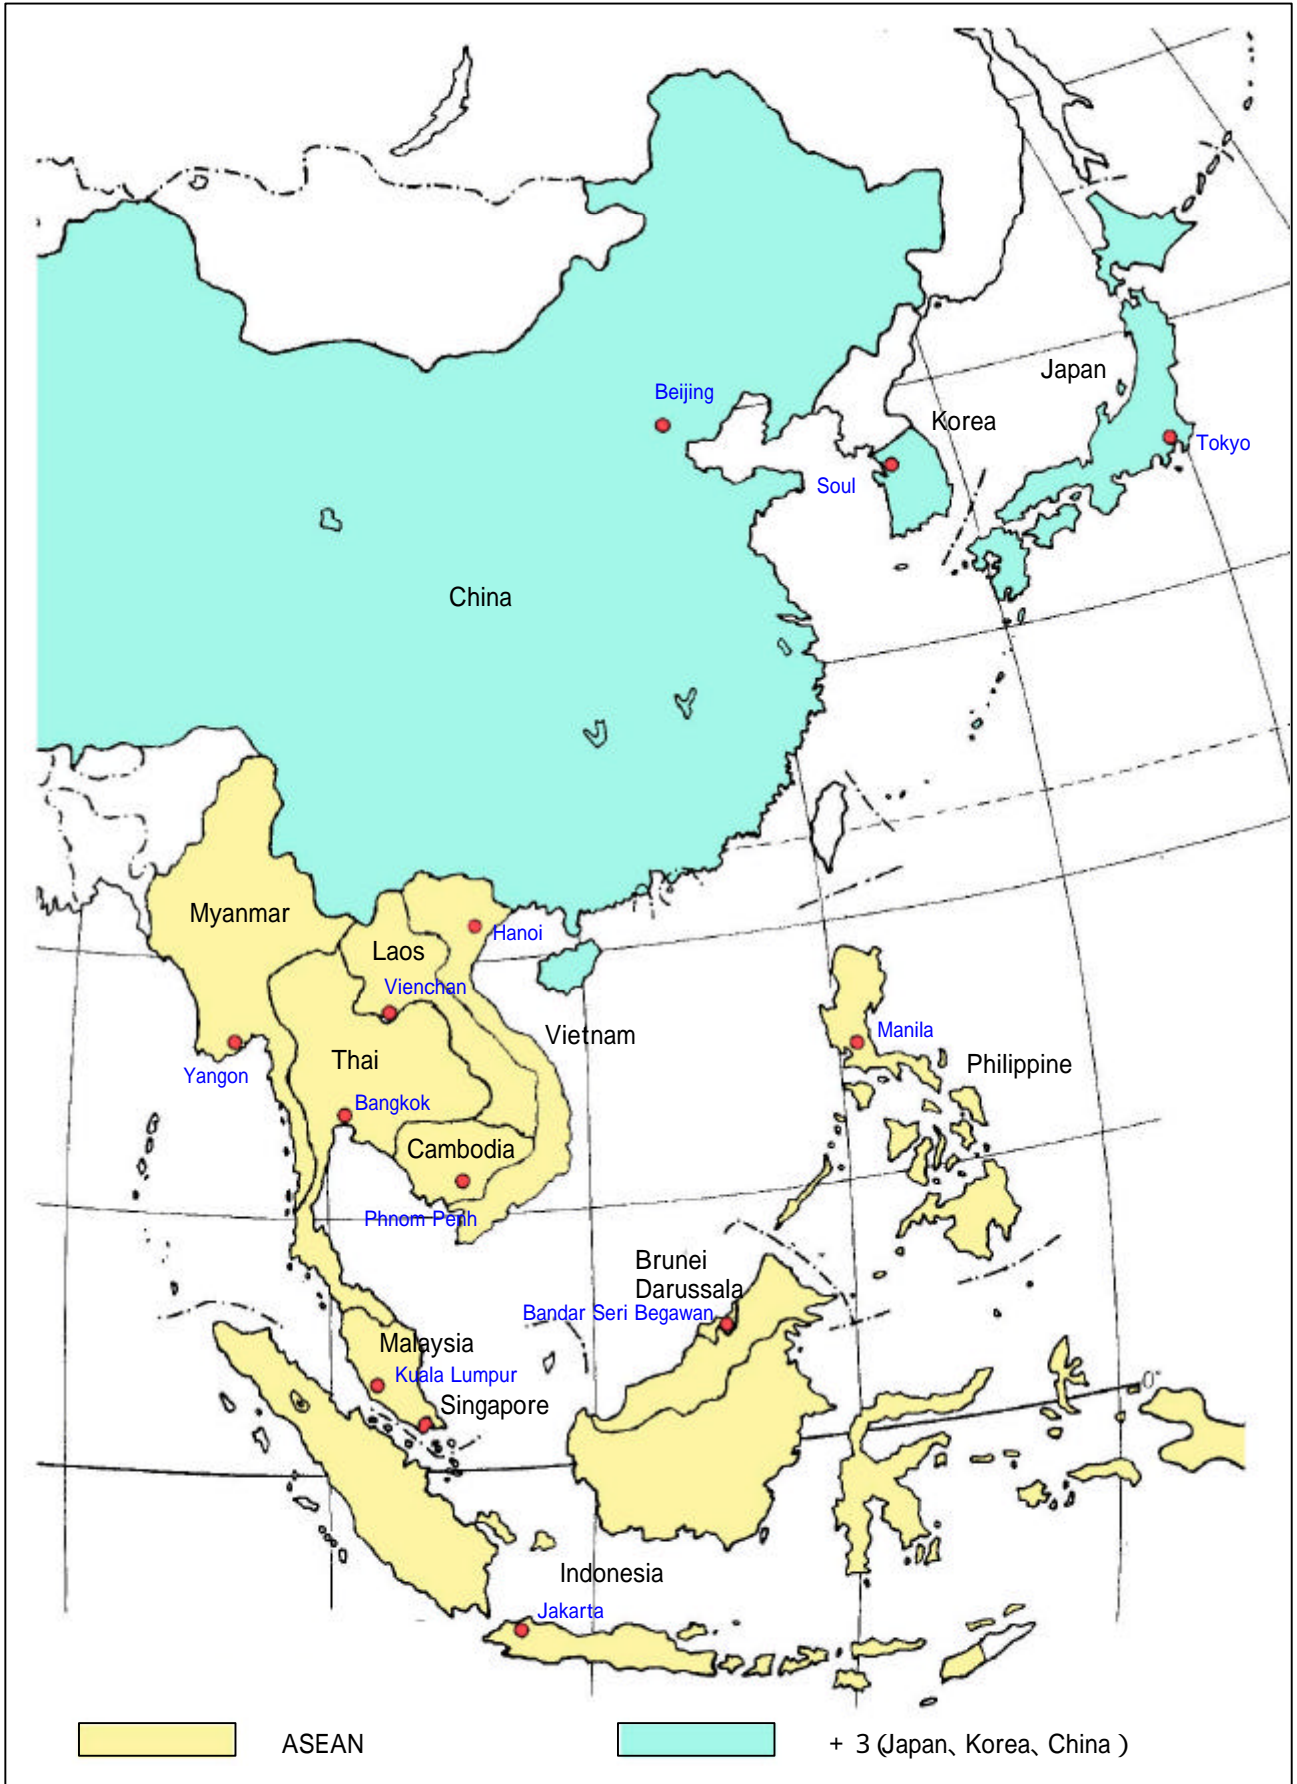 Japan
Beijing
Korea
Tokyo
Soul
China
Myanmar
Hanoi
Laos
Vienchan
Vietnam
Manila
Thai
Philippine
Yangon
Bangkok
Cambodia
Phnom Penh
Brunei
Darussala
Bandar Seri Begawan
Malaysia
Kuala Lumpur
Singapore
0°
Indonesia
Jakarta
ASEAN
+ 3 (Japan、Korea、China )